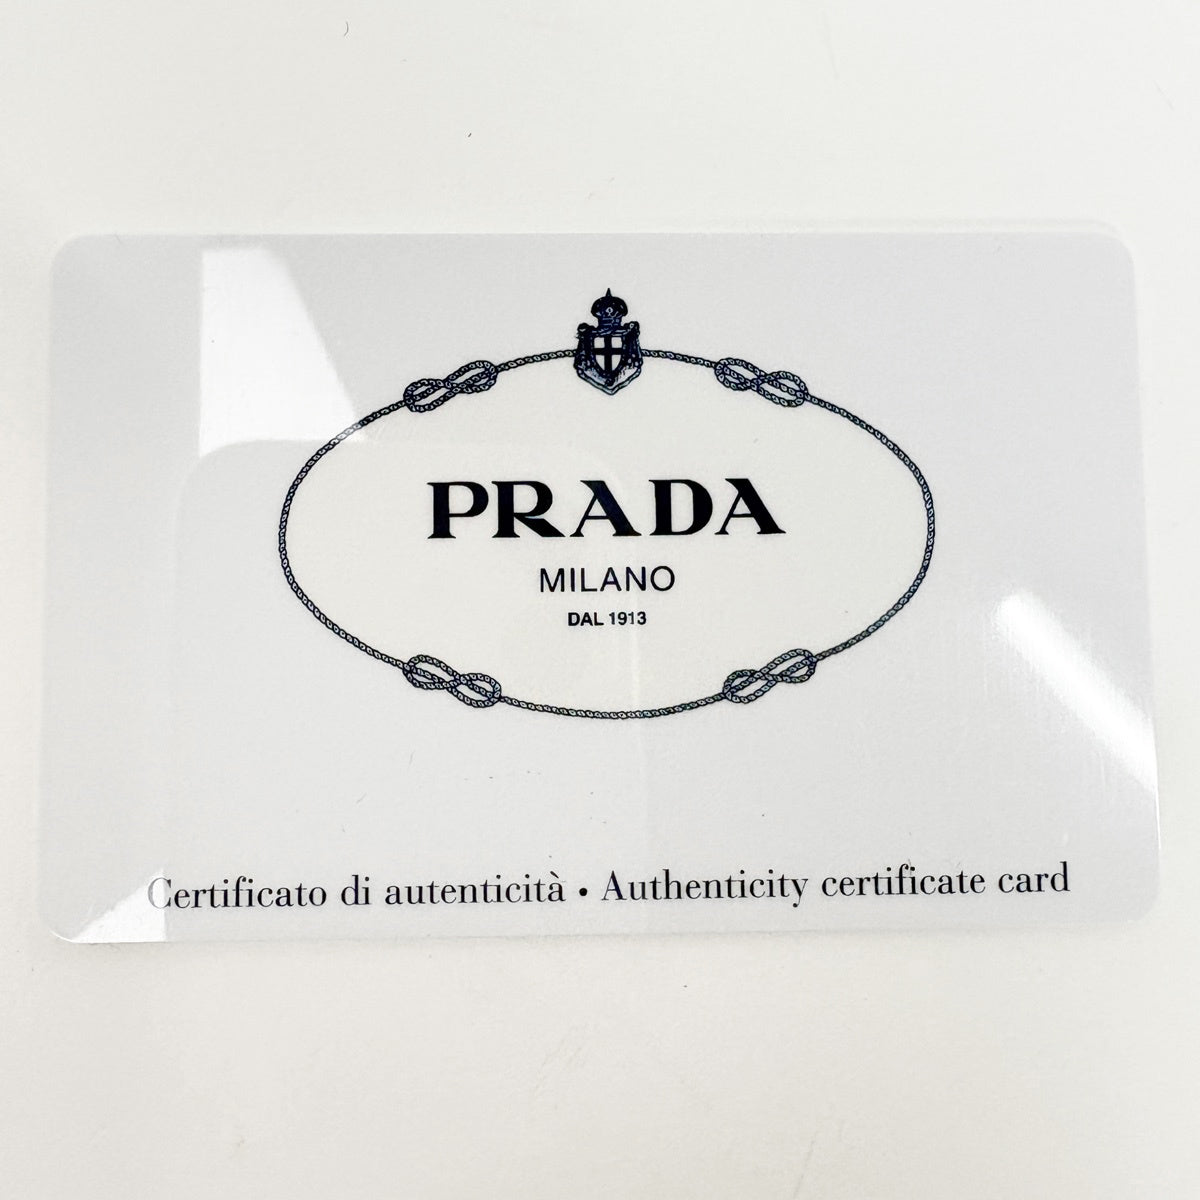 PRADA
MILANO
DAL 1913
Certificato di autenticità • Authenticity certificate card